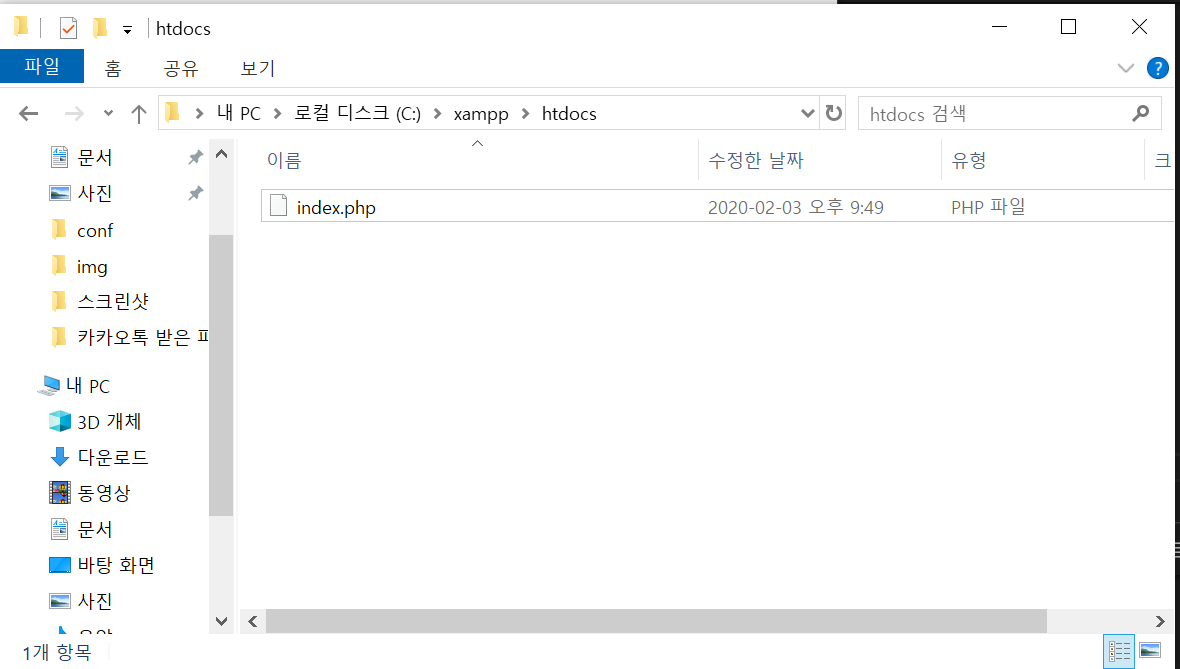 htdocs
파일 홈 공유 보기
내 PC 로컬 디스크 (C:) xampp htdocs
htdocs 검색
문서
사진
conf
img
스크린샷
카카오톡 받은 파
내 PC
3D 개체
다운로드
동영상
문서
바탕 화면
사진
이름 수정한 날짜 유형 크
index.php 2020-02-03 오후 9:49 PHP 파일
1개 항목